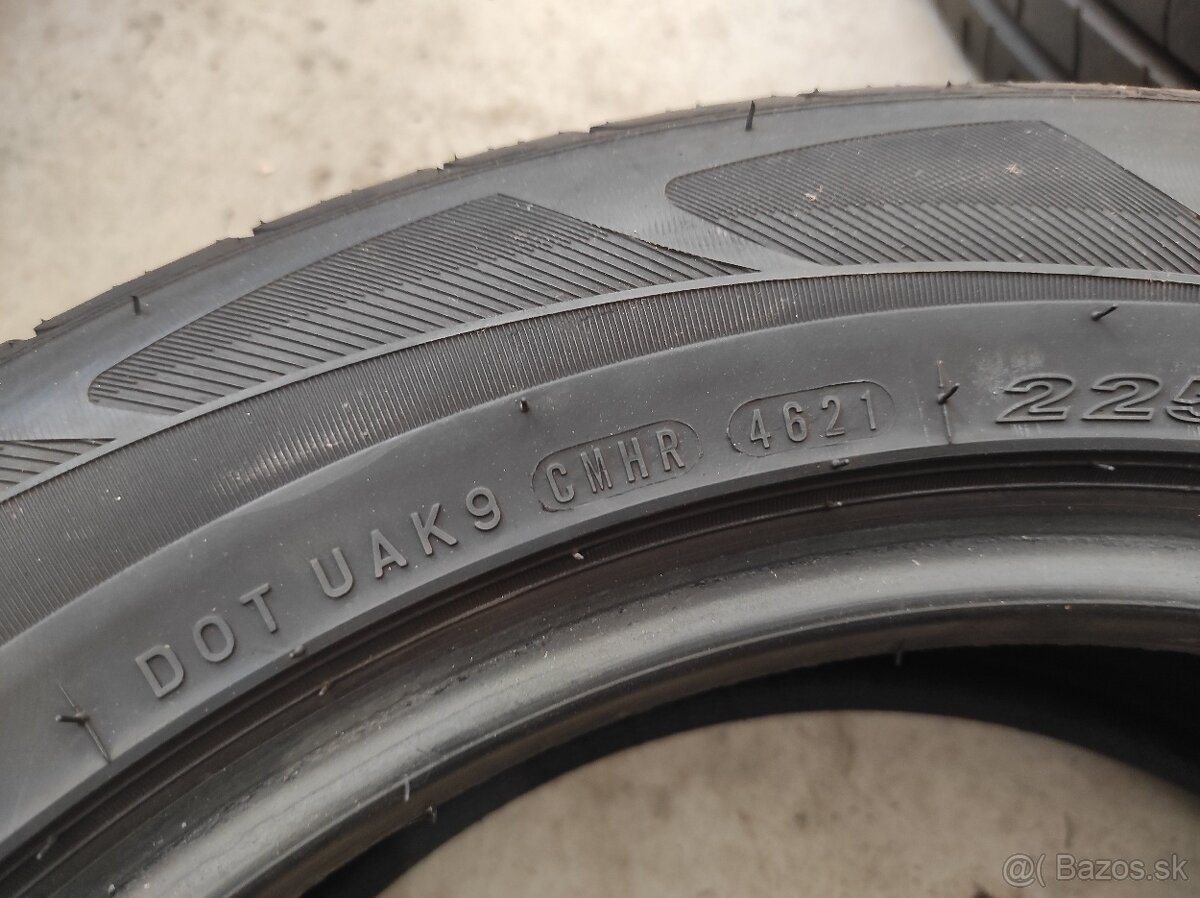 DOT UAK9 CMHR 4621 225
@( Bazos.sk